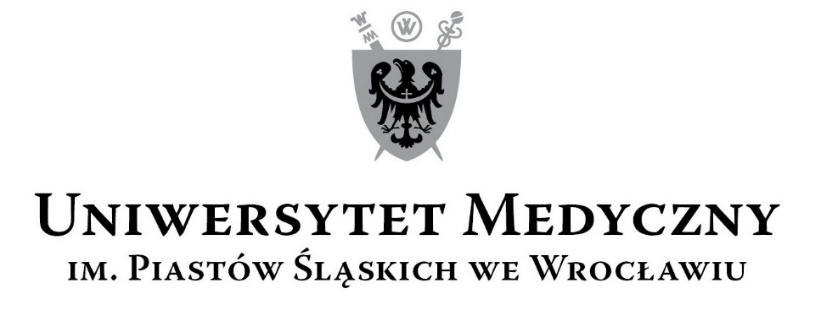 Uniwersytet Medyczny
im. Piastów Śląskich we Wrocławiu